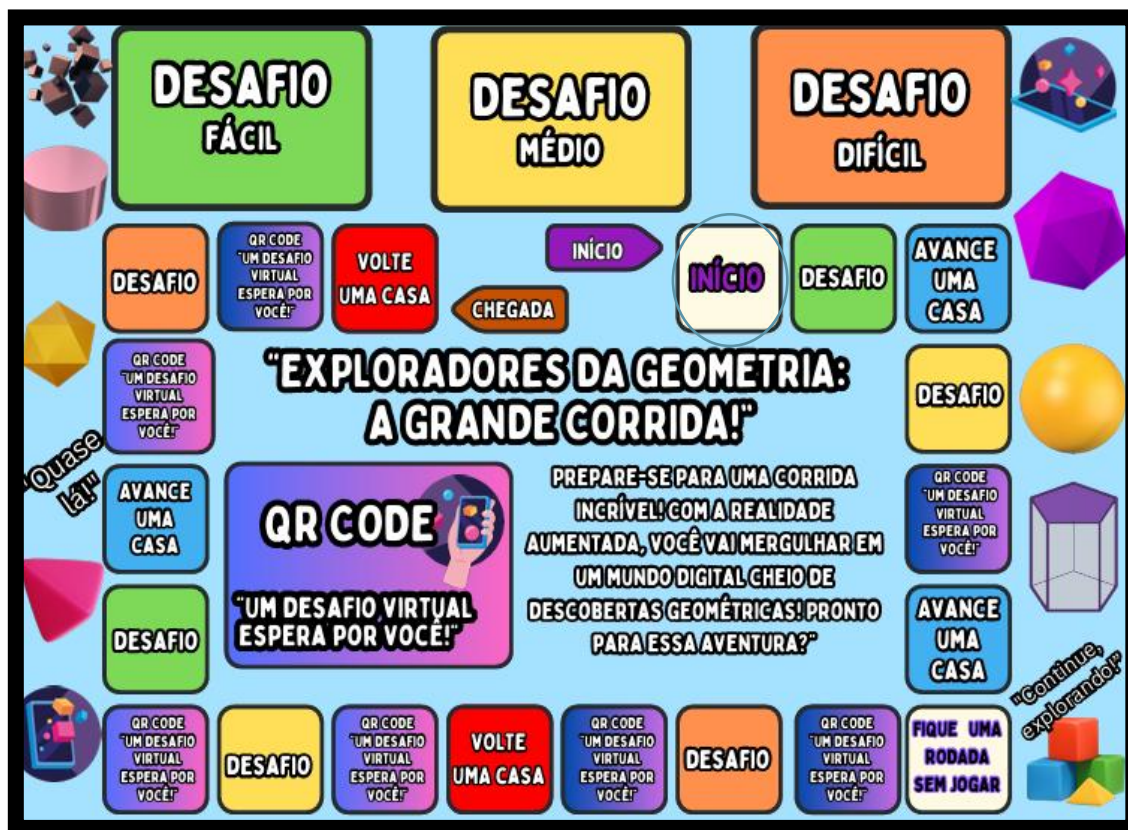 DESAFIO
FÁCIL
DESAFIO
MÉDIO
DESAFIO
DIFÍCIL
DESAFIO
QR CODE
"UM DESAFIO
VIRTUAL
ESPERA POR
VOCÊ!"
VOLTE
UMA CASA
CHEGADA
INÍCIO
INÍCIO
DESAFIO
AVANCE
UMA
CASA
QR CODE
"UM DESAFIO
VIRTUAL
ESPERA POR
VOCÊ!"
"EXPLORADORES DA GEOMETRIA:
A GRANDE CORRIDA!"
DESAFIO
"Quase
lá!"
AVANCE
UMA
CASA
QR CODE
"UM DESAFIO VIRTUAL
ESPERA POR VOCÊ!"
PREPARE-SE PARA UMA CORRIDA
INCRÍVEL! COM A REALIDADE
AUMENTADA, VOCÊ VAI MERGULHAR EM
UM MUNDO DIGITAL CHEIO DE
DESCOBERTAS GEOMÉTRICAS! PRONTO
PARA ESSA AVENTURA?"
QR CODE
"UM DESAFIO
VIRTUAL
ESPERA POR
VOCÊ!"
DESAFIO
AVANCE
UMA
CASA
"Continue,
explorando!"
QR CODE
"UM DESAFIO
VIRTUAL
ESPERA POR
VOCÊ!"
DESAFIO
QR CODE
"UM DESAFIO
VIRTUAL
ESPERA POR
VOCÊ!"
VOLTE
UMA CASA
QR CODE
"UM DESAFIO
VIRTUAL
ESPERA POR
VOCÊ!"
DESAFIO
QR CODE
"UM DESAFIO
VIRTUAL
ESPERA POR
VOCÊ!"
FIQUE UMA
RODADA
SEM JOGAR